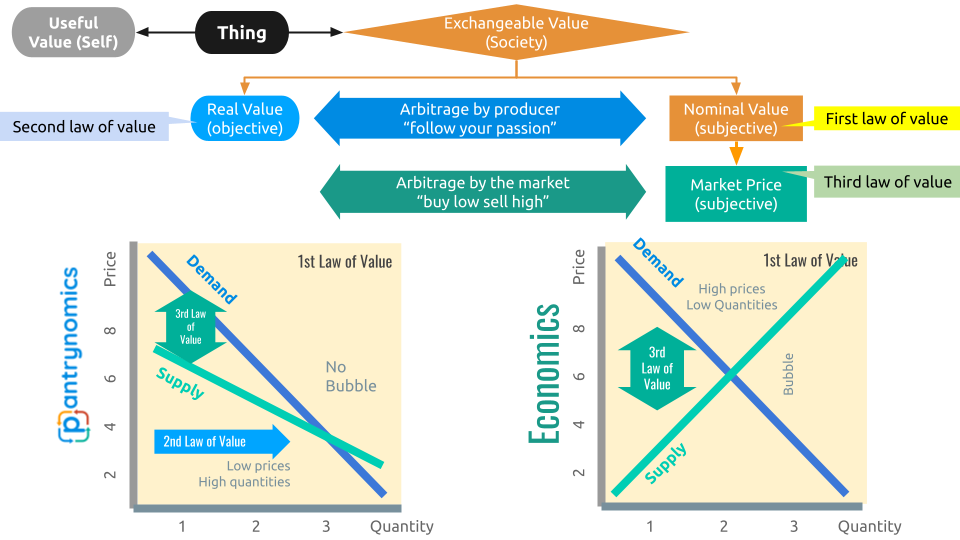 Useful
Value (Self)
Thing
Exchangeable Value
(Society)
Second law of value
Real Value
(objective)
Arbitrage by producer
“follow your passion”
Nominal Value
(subjective)
First law of value
Arbitrage by the market
“buy low sell high”
Market Price
(subjective)
Third law of value
pantrynomics
Price
8
6
4
2
1st Law of Value
Demand
3rd Law
of
Value
Supply
No
Bubble
2nd Law of Value
Low prices
High quantities
1
2
3
Quantity
Economics
Price
8
6
4
2
Demand
1st Law of Value
High prices
Low Quantities
3rd
Law of
Value
Bubble
Supply
1
2
3
Quantity